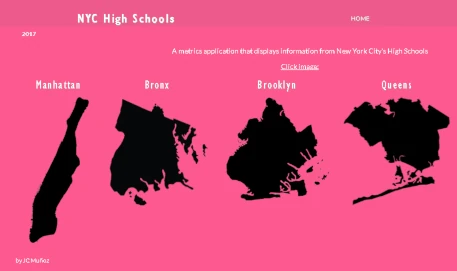 NYC High Schools
HOME
2017
A matrics application that displays information from New York City's High Schools
Click image:
Manhattan
Bronx
Brooklyn
Queens
by JC Muñoz